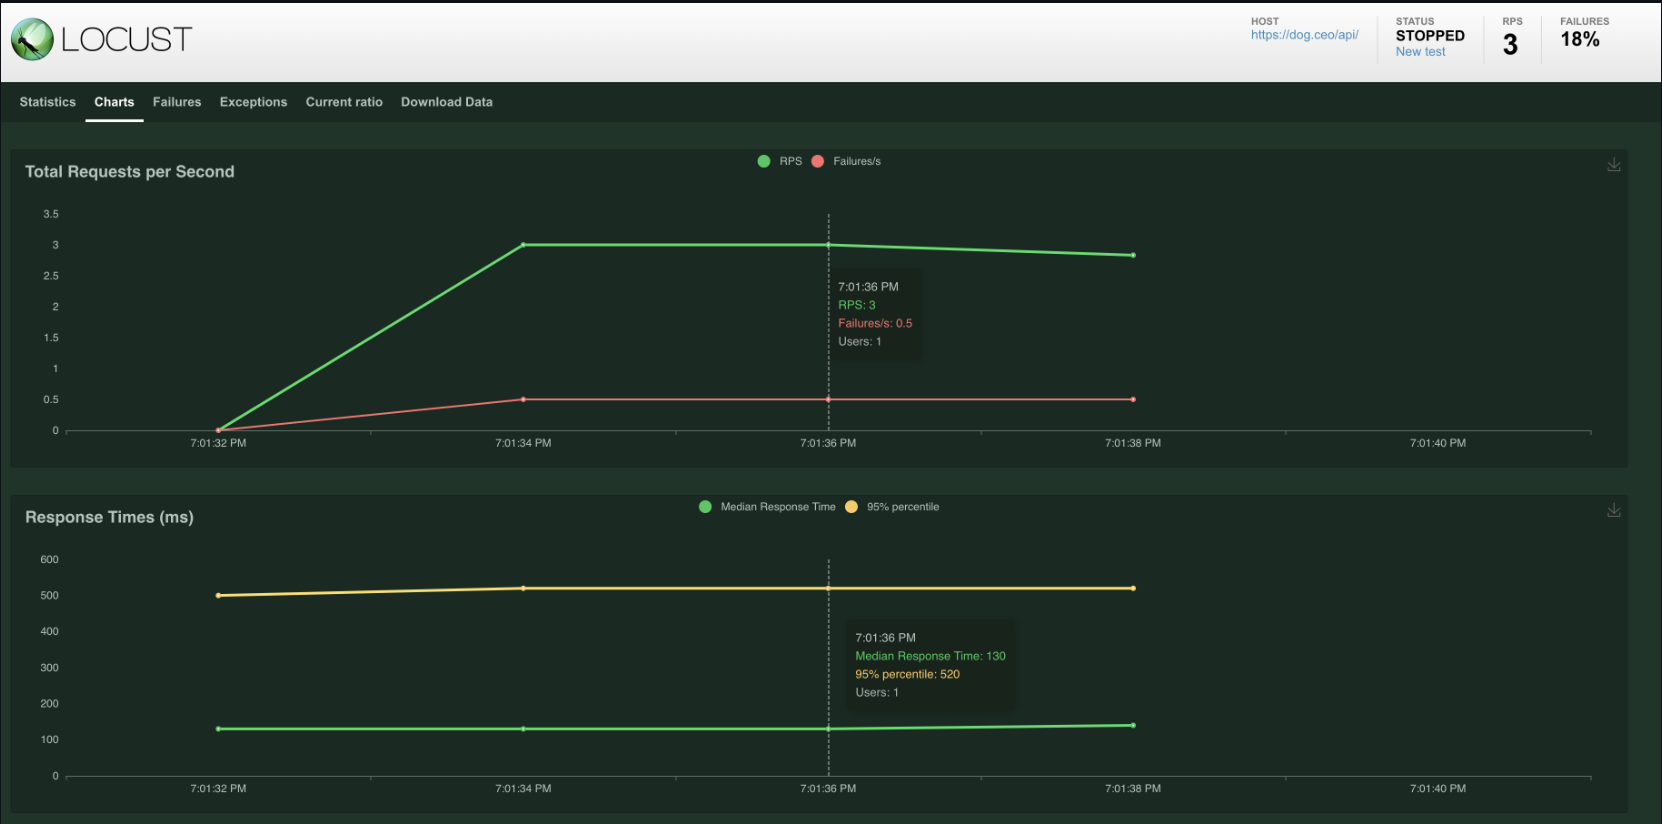 LOCUST
HOST
https://dog.ceo/api/
STATUS
STOPPED
New test
RPS
3
FAILURES
18%
Statistics Charts Failures Exceptions Current ratio Download Data
Total Requests per Second
RPS Failures/s
3.5
3
2.5
2
1.5
1
0.5
0
7:01:36 PM
RPS: 3
Failures/s: 0.5
Users: 1
7:01:32 PM 7:01:34 PM 7:01:36 PM 7:01:38 PM 7:01:40 PM
Response Times (ms)
Median Response Time 95% percentile
600
500
400
300
200
100
0
7:01:36 PM
Median Response Time: 130
95% percentile: 520
Users: 1
7:01:32 PM 7:01:34 PM 7:01:36 PM 7:01:38 PM 7:01:40 PM